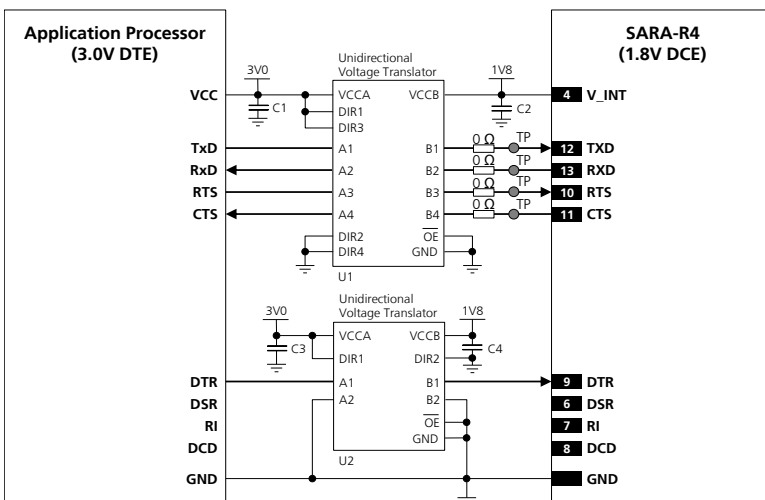 Application Processor
(3.0V DTE)
SARA-R4
(1.8V DCE)
Unidirectional
Voltage Translator
3V0
1V8
VCC
C1
VCCA
VCCB
C2
4
V_INT
DIR1
DIR3
0 Ω
TP
TxD
A1
B1
12
TXD
0 Ω
TP
RxD
A2
B2
13
RXD
0 Ω
TP
RTS
A3
B3
10
RTS
0 Ω
TP
CTS
A4
B4
11
CTS
DIR2
OE
DIR4
GND
U1
Unidirectional
Voltage Translator
3V0
1V8
VCCA
VCCB
C3
C4
DIR1
DIR2
DTR
A1
B1
9
DTR
DSR
A2
B2
6
DSR
RI
OE
7
RI
DCD
GND
8
DCD
U2
GND
GND